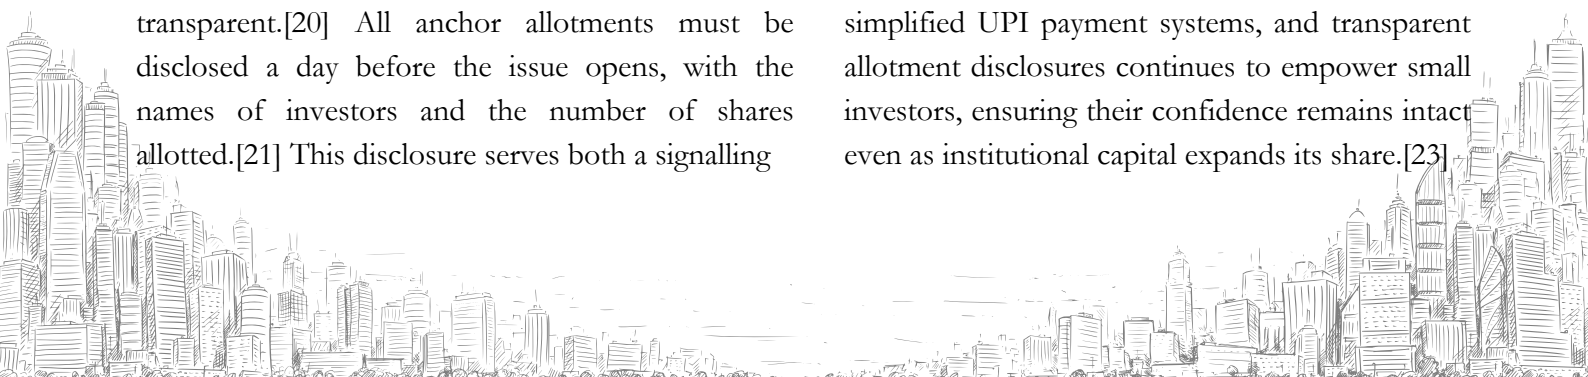 transparent.[20] All anchor allotments must be
disclosed a day before the issue opens, with the
names of investors and the number of shares
allotted.[21] This disclosure serves both a signalling
simplified UPI payment systems, and transparent
allotment disclosures continues to empower small
investors, ensuring their confidence remains intact
even as institutional capital expands its share.[23]